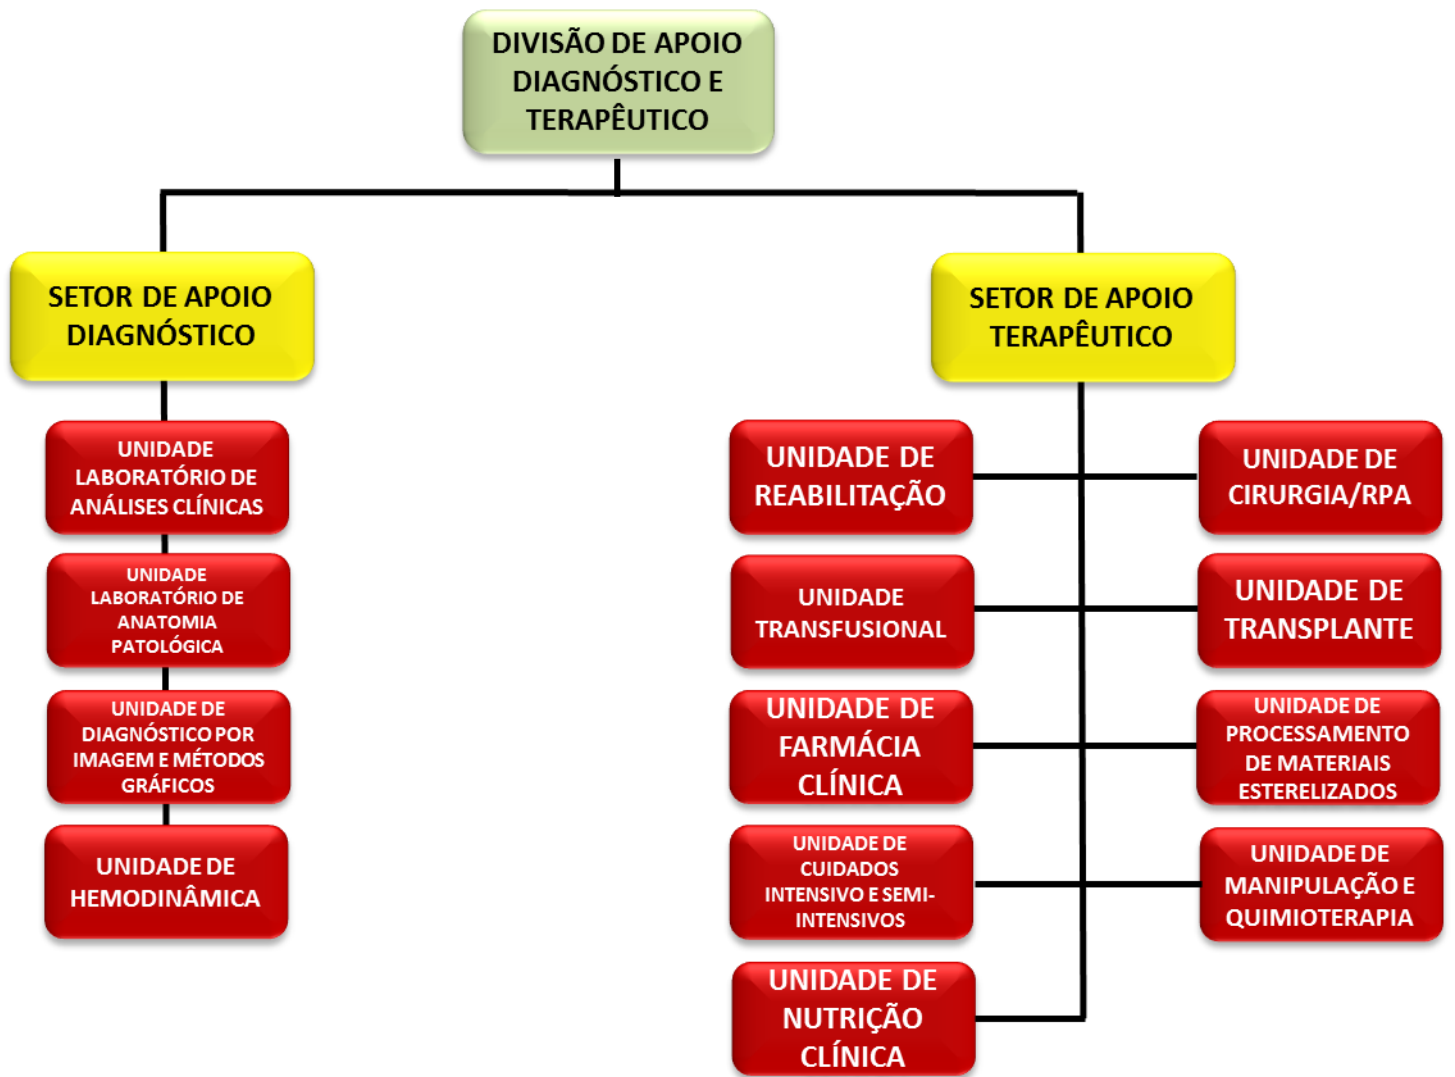 DIVISÃO DE APOIO
DIAGNÓSTICO E
TERAPÊUTICO
SETOR DE APOIO
DIAGNÓSTICO
SETOR DE APOIO
TERAPÊUTICO
UNIDADE
LABORATÓRIO DE
ANÁLISES CLÍNICAS
UNIDADE
LABORATÓRIO DE
ANATOMIA
PATOLÓGICA
UNIDADE DE
DIAGNÓSTICO POR
IMAGEM E MÉTODOS
GRÁFICOS
UNIDADE DE
HEMODINÂMICA
UNIDADE DE
REABILITAÇÃO
UNIDADE DE
CIRURGIA/RPA
UNIDADE
TRANSFUSIONAL
UNIDADE DE
TRANSPLANTE
UNIDADE DE
FARMÁCIA
CLÍNICA
UNIDADE DE
PROCESSAMENTO
DE MATERIAIS
ESTERELIZADOS
UNIDADE DE
CUIDADOS
INTENSIVO E SEMI-
INTENSIVOS
UNIDADE DE
MANIPULAÇÃO E
QUIMIOTERAPIA
UNIDADE DE
NUTRIÇÃO
CLÍNICA